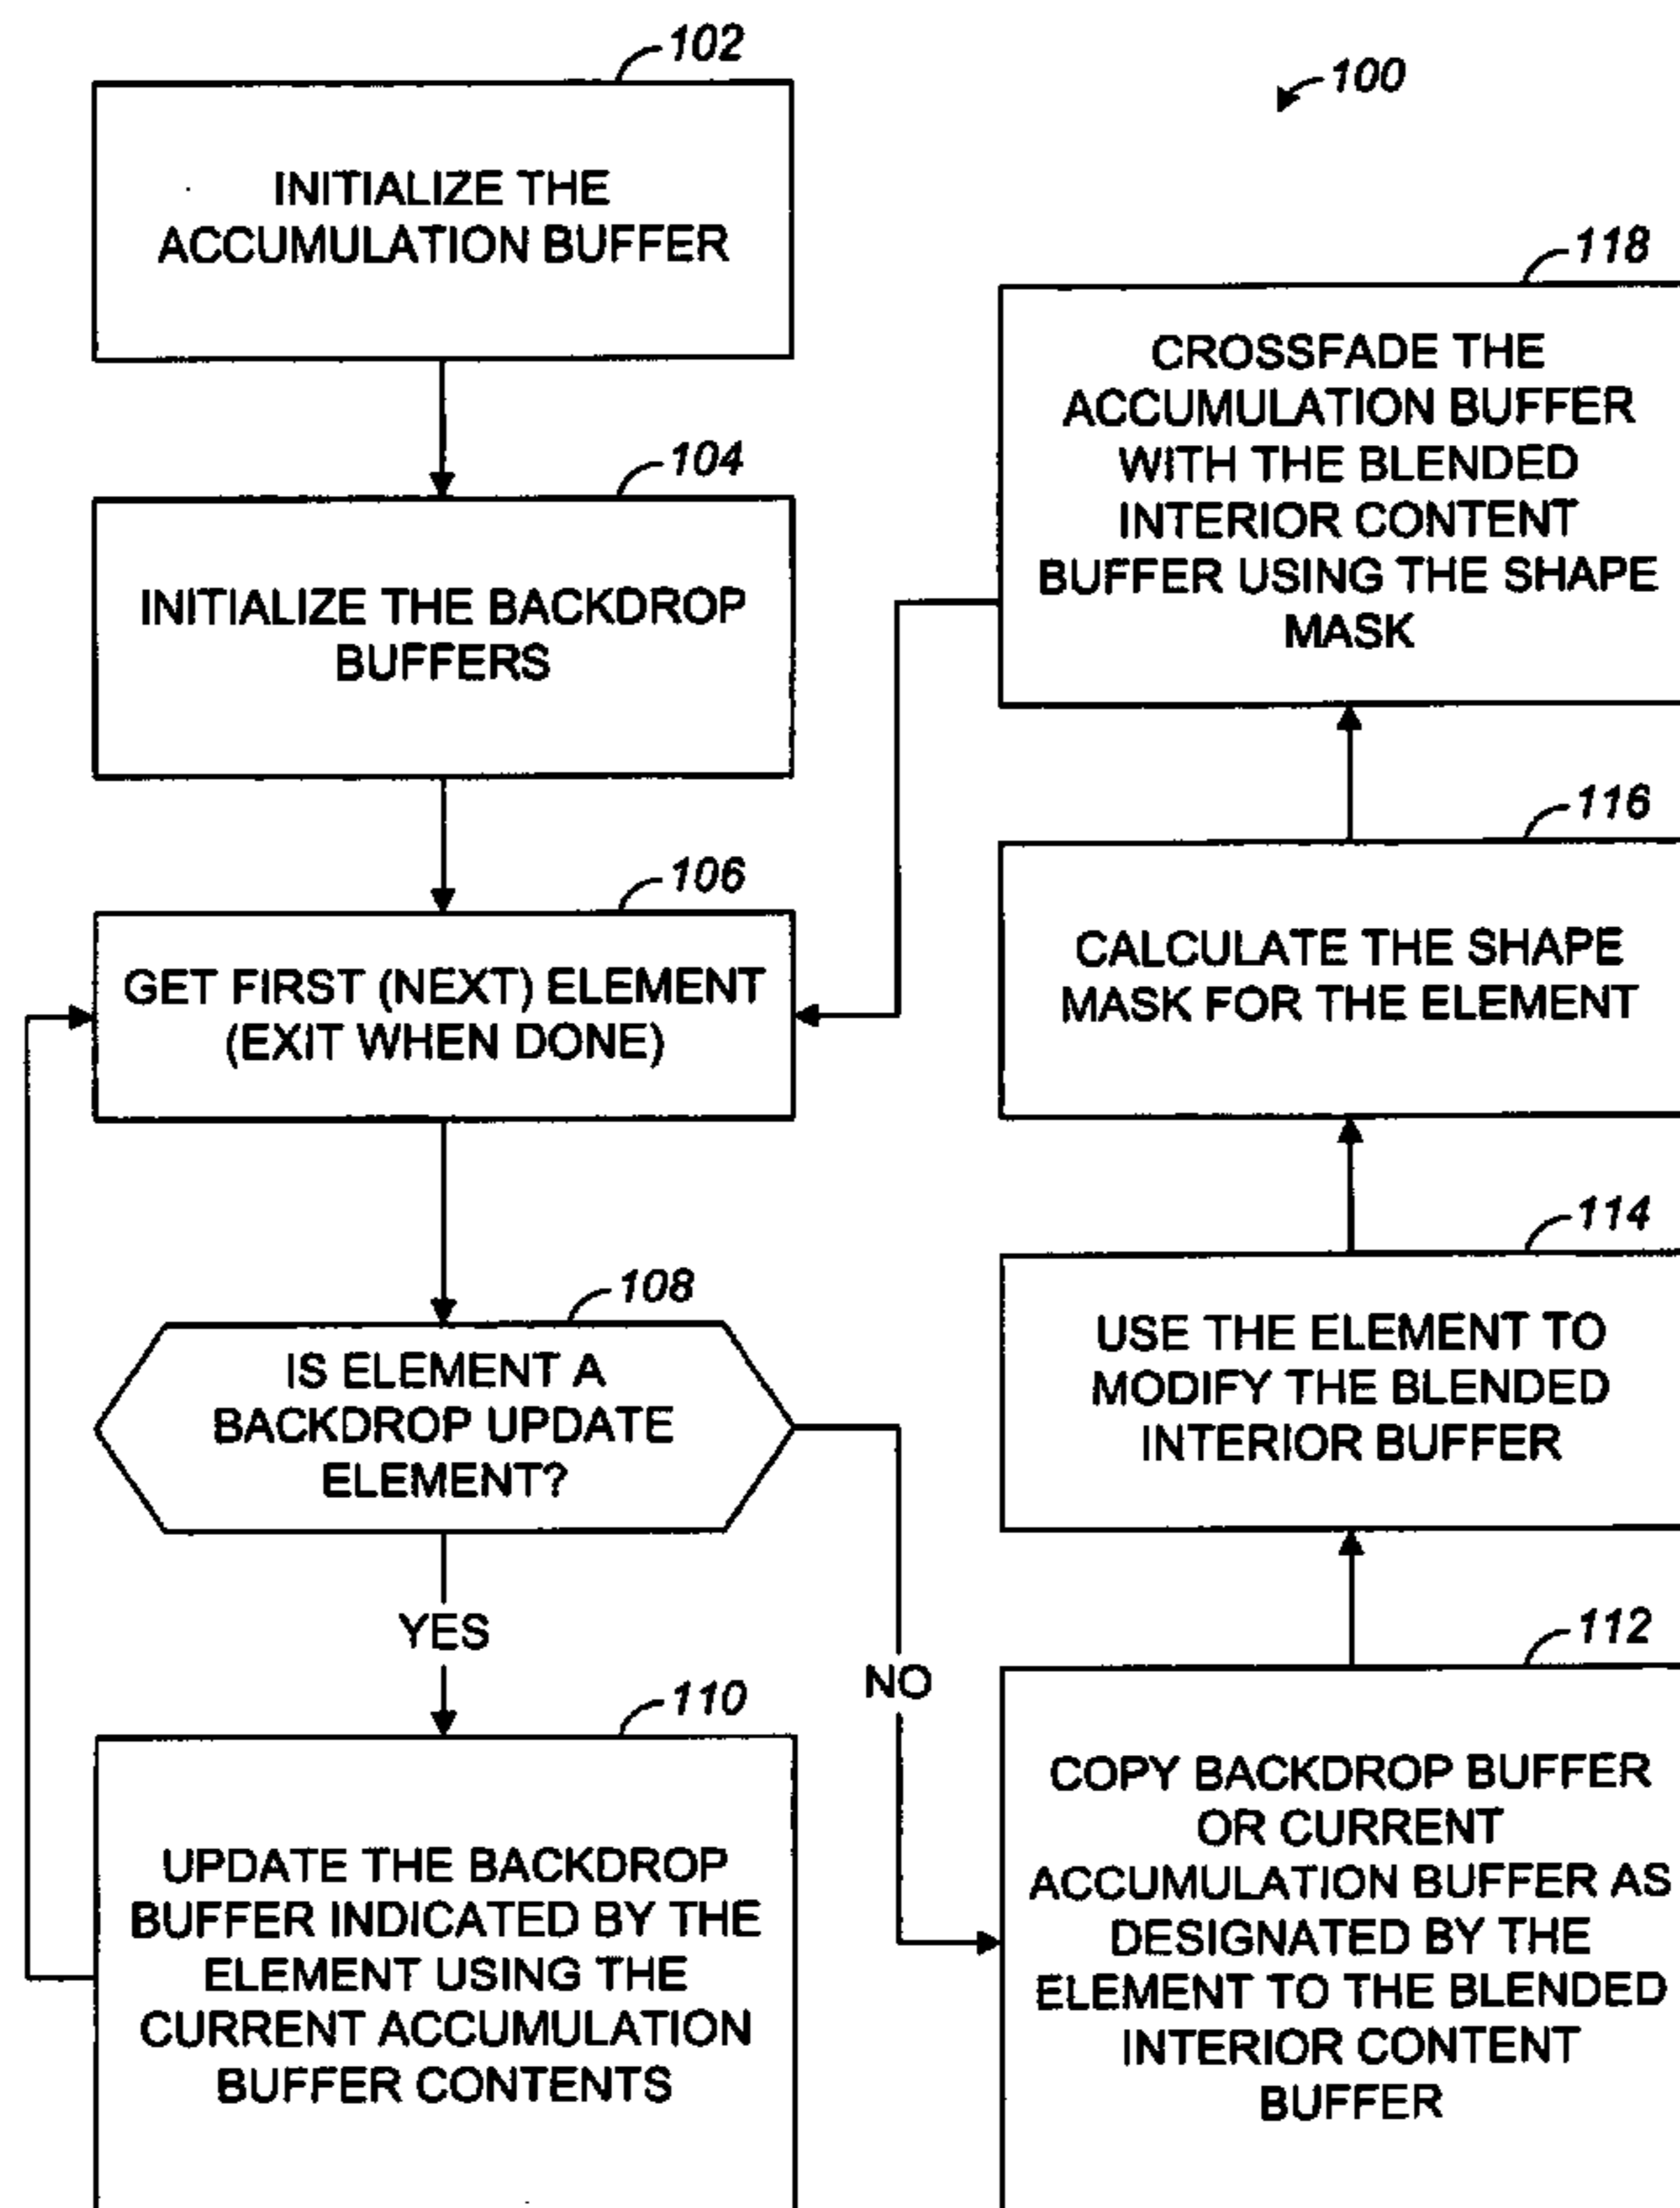 102
INITIALIZE THE
ACCUMULATION BUFFER
104
INITIALIZE THE BACKDROP
BUFFERS
106
GET FIRST (NEXT) ELEMENT
(EXIT WHEN DONE)
108
IS ELEMENT A
BACKDROP UPDATE
ELEMENT?
YES
NO
110
UPDATE THE BACKDROP
BUFFER INDICATED BY THE
ELEMENT USING THE
CURRENT ACCUMULATION
BUFFER CONTENTS
100
118
CROSSFADE THE
ACCUMULATION BUFFER
WITH THE BLENDED
INTERIOR CONTENT
BUFFER USING THE SHAPE
MASK
116
CALCULATE THE SHAPE
MASK FOR THE ELEMENT
114
USE THE ELEMENT TO
MODIFY THE BLENDED
INTERIOR BUFFER
112
COPY BACKDROP BUFFER
OR CURRENT
ACCUMULATION BUFFER AS
DESIGNATED BY THE
ELEMENT TO THE BLENDED
INTERIOR CONTENT
BUFFER